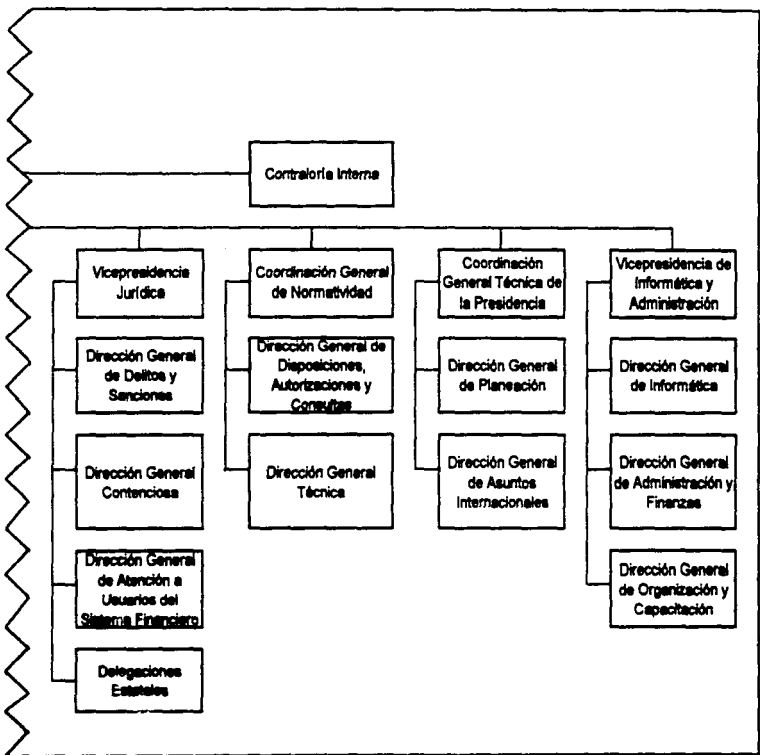 Contraloría Interna
Vicepresidencia
Jurídica
Dirección General
de Delitos y
Sanciones
Dirección General
Contenciosa
Dirección General
de Atención a
Usuarios del
Sistema Financiero
Delegaciones
Estatales
Coordinación General
de Normatividad
Dirección General de
Disposiciones,
Autorizaciones y
Consultas
Dirección General
Técnica
Coordinación
General Técnica de
la Presidencia
Dirección General
de Planeación
Dirección General
de Asuntos
Internacionales
Vicepresidencia de
Informática y
Administración
Dirección General
de Informática
Dirección General
de Administración y
Finanzas
Dirección General
de Organización y
Capacitación